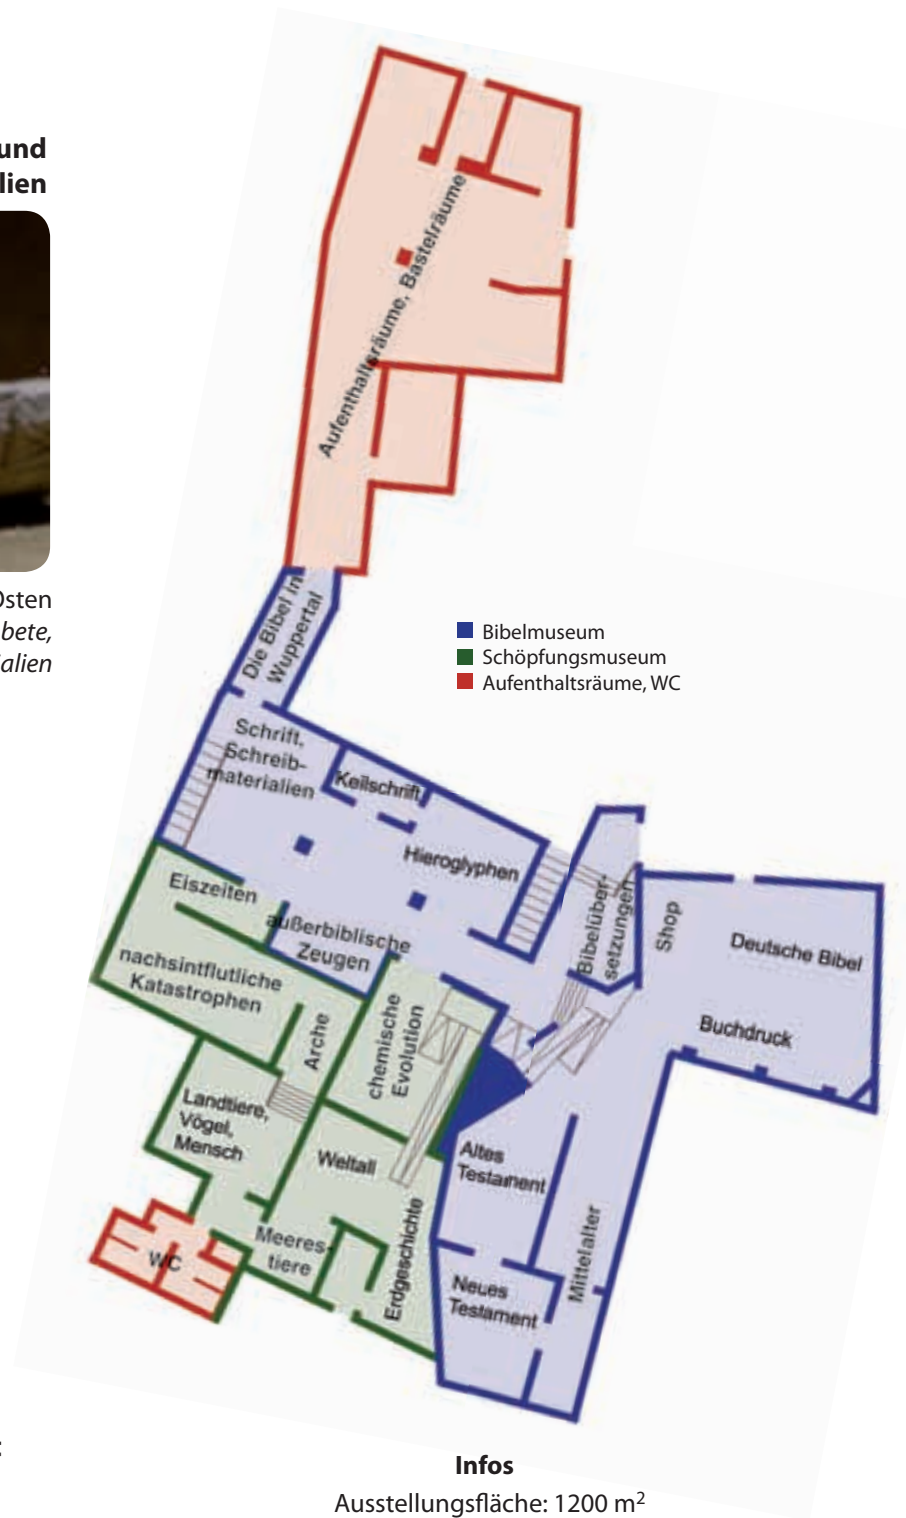 und
lien
Osten
bete,
alien
:
Aufenthaltsräume, Bastelräume
Bibelmuseum
Schöpfungsmuseum
Aufenthaltsräume, WC
Die Bibel in
Wuppertal
Schrift,
Schreib-
materialien
Keilschrift
Hieroglyphen
Eiszeiten
außerbiblische
Zeugen
nachsintflutliche
Katastrophen
Arche
chemische
Evolution
Bibelüber-
setzungen
Shop
Deutsche Bibel
Buchdruck
Landtiere,
Vögel,
Mensch
Weltall
Altes
Testament
Mittelalter
Meeres-
tiere
Erdgeschichte
WC
Neues
Testament
Infos
Ausstellungsfläche: 1200 m²